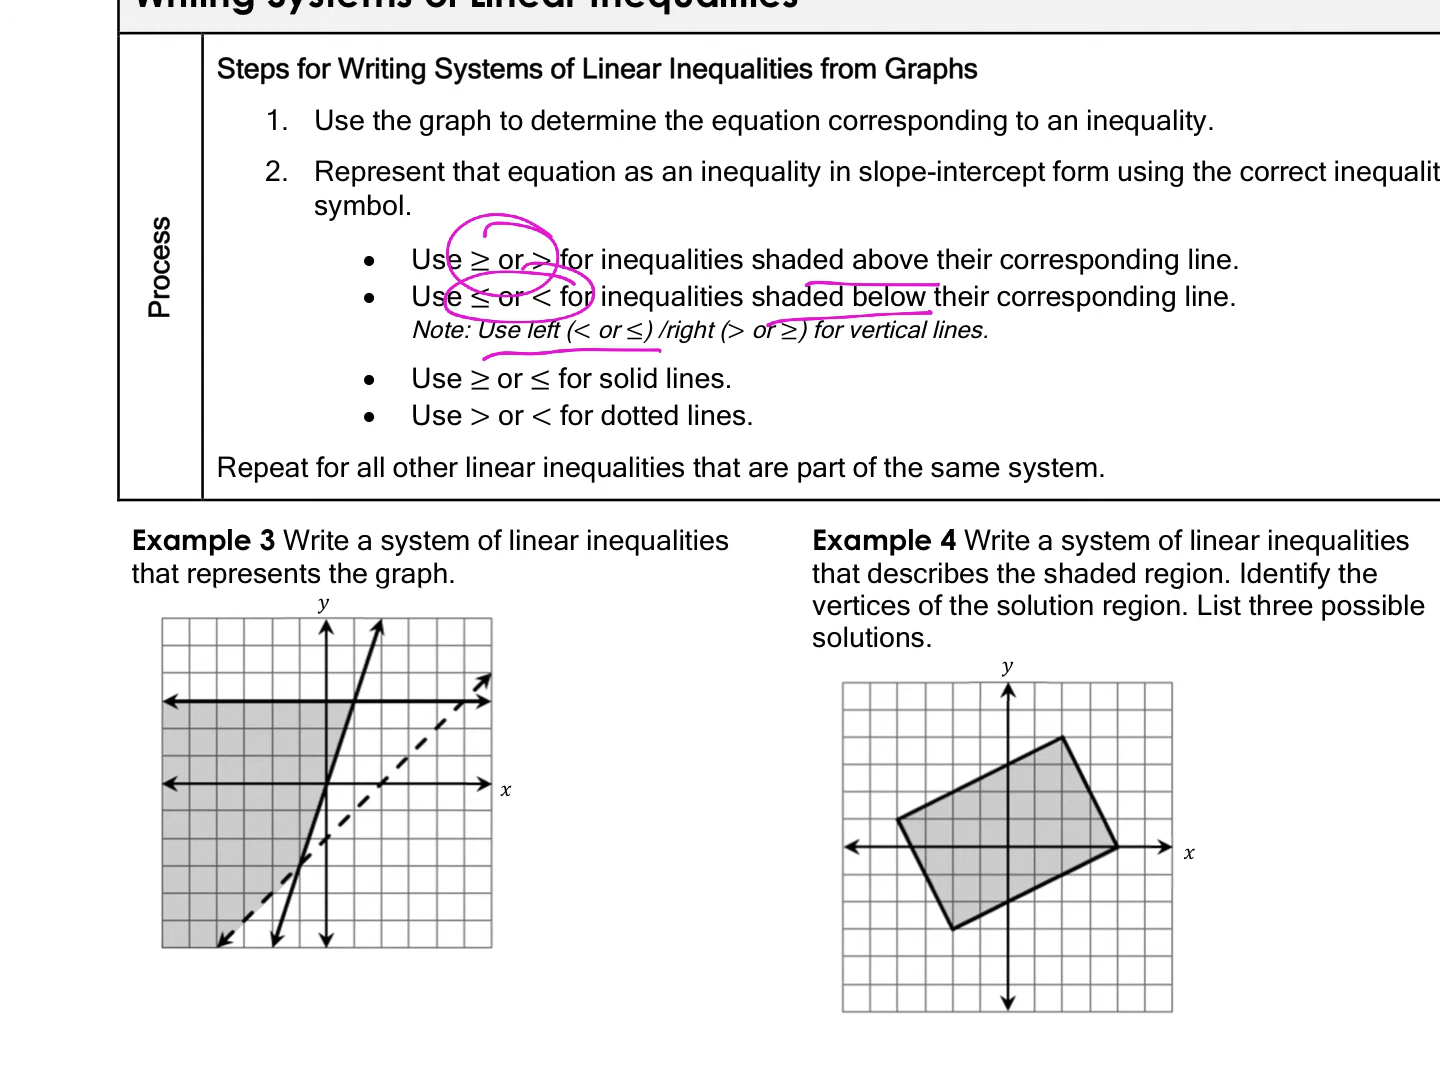 Writing Systems of Linear Inequalities
Process
Steps for Writing Systems of Linear Inequalities from Graphs
1. Use the graph to determine the equation corresponding to an inequality.
2. Represent that equation as an inequality in slope-intercept form using the correct inequalit
symbol.
• Use ≥ or > for inequalities shaded above their corresponding line.
• Use ≤ or < for inequalities shaded below their corresponding line.
Note: Use left (< or ≤) /right (> or ≥) for vertical lines.
• Use ≥ or ≤ for solid lines.
• Use > or < for dotted lines.
Repeat for all other linear inequalities that are part of the same system.
Example 3 Write a system of linear inequalities
that represents the graph.
y
x
Example 4 Write a system of linear inequalities
that describes the shaded region. Identify the
vertices of the solution region. List three possible
solutions.
y
x